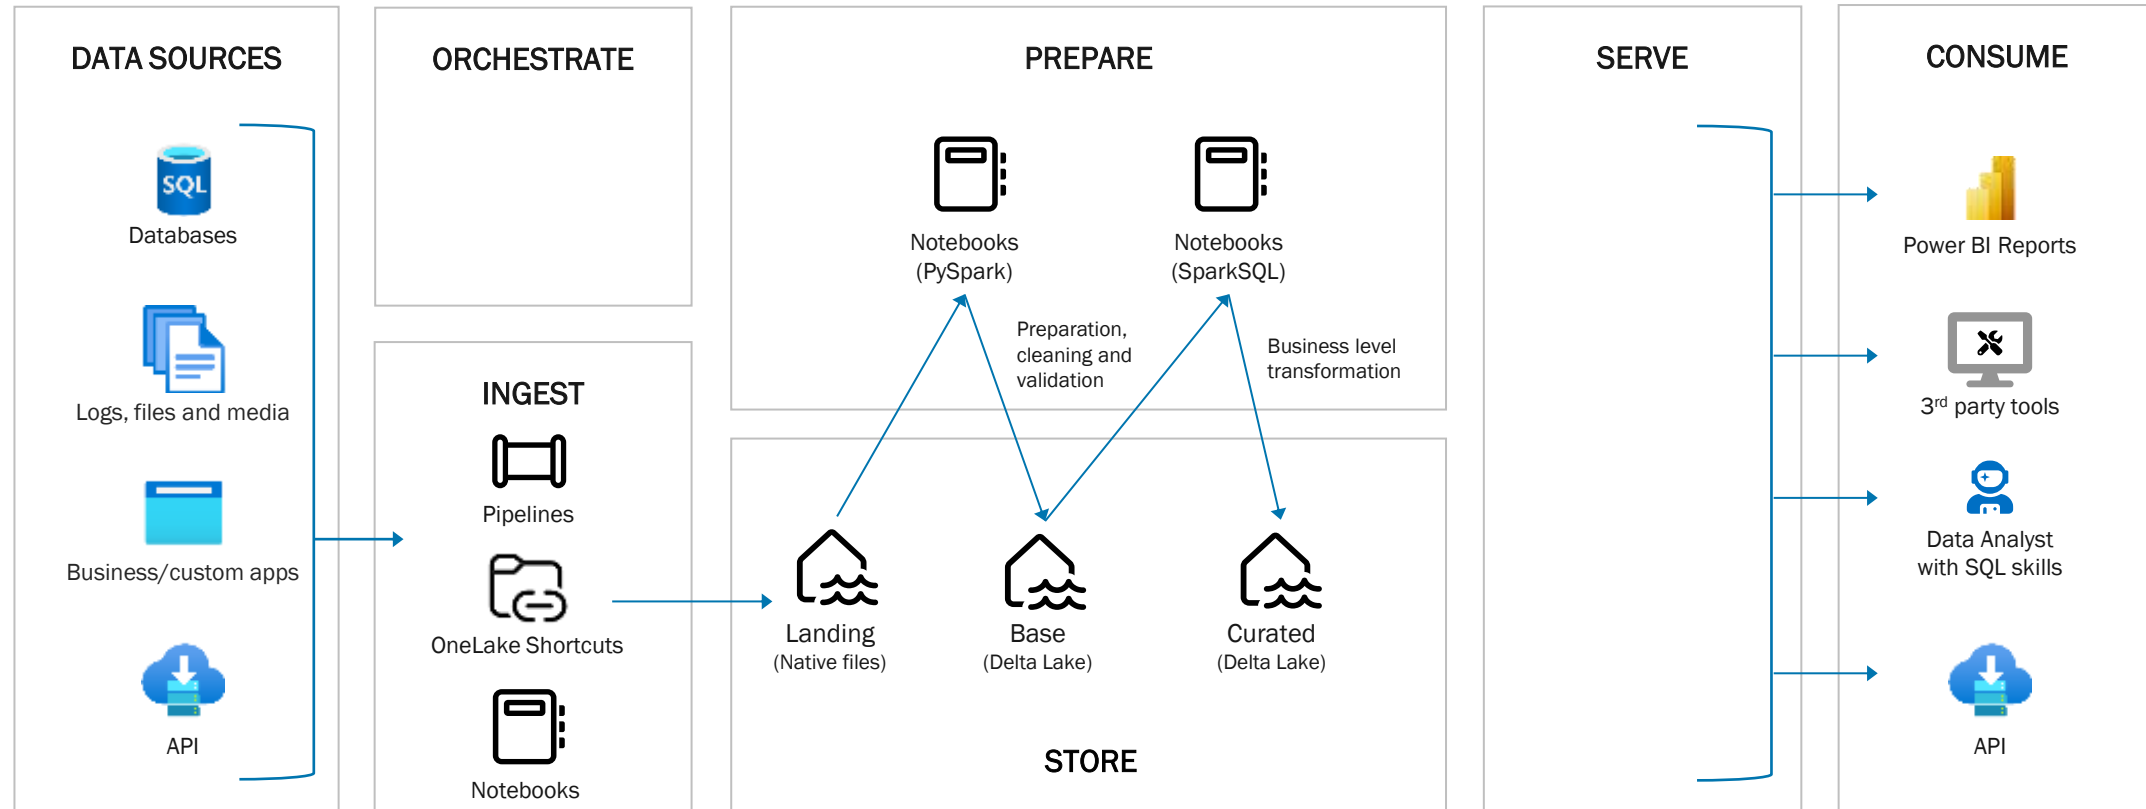 DATA SOURCES
SQL
Databases
Logs, files and media
Business/custom apps
API
ORCHESTRATE
INGEST
Pipelines
OneLake Shortcuts
Notebooks
PREPARE
Notebooks
(PySpark)
Notebooks
(SparkSQL)
Preparation,
cleaning and
validation
Business level
transformation
Landing
(Native files)
Base
(Delta Lake)
Curated
(Delta Lake)
STORE
SERVE
CONSUME
Power BI Reports
3rd party tools
Data Analyst
with SQL skills
API